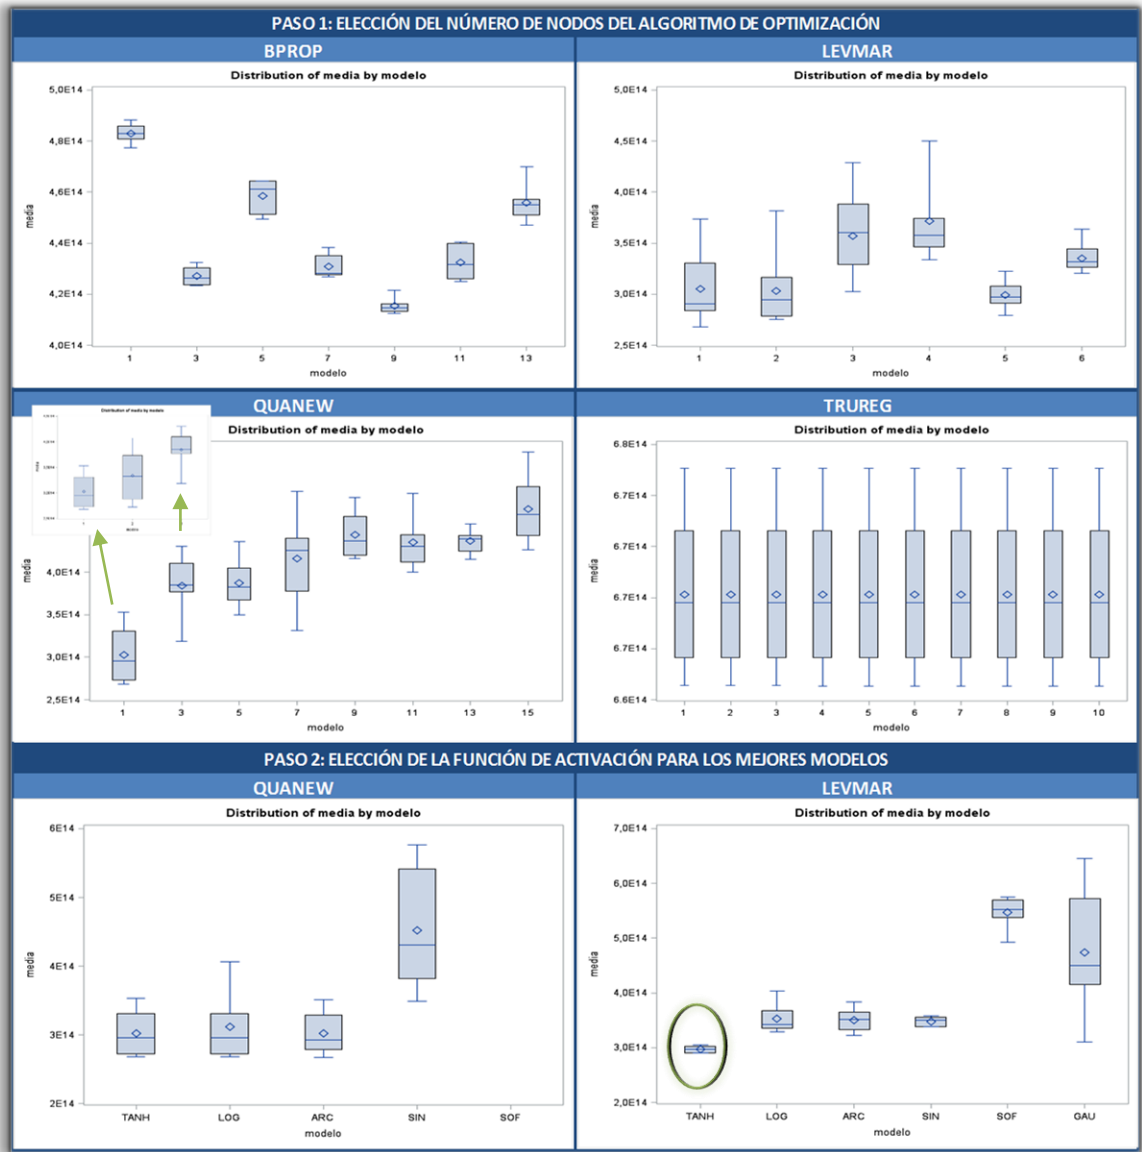 PASO 1: ELECCIÓN DEL NÚMERO DE NODOS DEL ALGORITMO DE OPTIMIZACIÓN
BPROP
Distribution of media by modelo
5,0E14
4,8E14
4,6E14
4,4E14
4,2E14
4,0E14
media
1 3 5 7 9 11 13
modelo
LEVMAR
Distribution of media by modelo
5,0E14
4,5E14
4,0E14
3,5E14
3,0E14
2,5E14
media
1 2 3 4 5 6
modelo
QUANEW
Distribution of media by modelo
Distribution of media by modelo
4,0E14
3,5E14
3,0E14
2,5E14
media
1 3 5 7 9 11 13 15
modelo
TRUREG
Distribution of media by modelo
6.8E14
6.7E14
6.7E14
6.7E14
6.7E14
6.6E14
media
1 2 3 4 5 6 7 8 9 10
modelo
PASO 2: ELECCIÓN DE LA FUNCIÓN DE ACTIVACIÓN PARA LOS MEJORES MODELOS
QUANEW
Distribution of media by modelo
6E14
5E14
4E14
3E14
2E14
media
TANH LOG ARC SIN SOF
modelo
LEVMAR
Distribution of media by modelo
7,0E14
6,0E14
5,0E14
4,0E14
3,0E14
2,0E14
media
TANH LOG ARC SIN SOF GAU
modelo